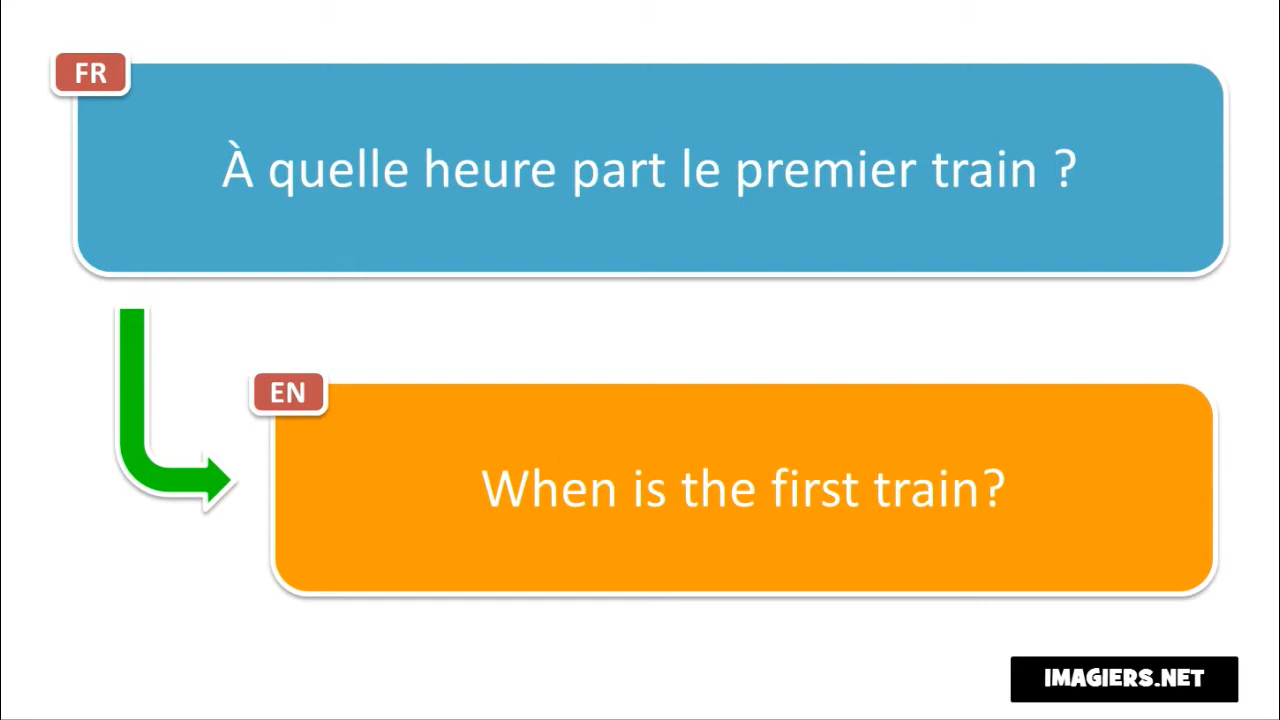 FR
À quelle heure part le premier train ?
EN
When is the first train?
IMAGIERS.NET